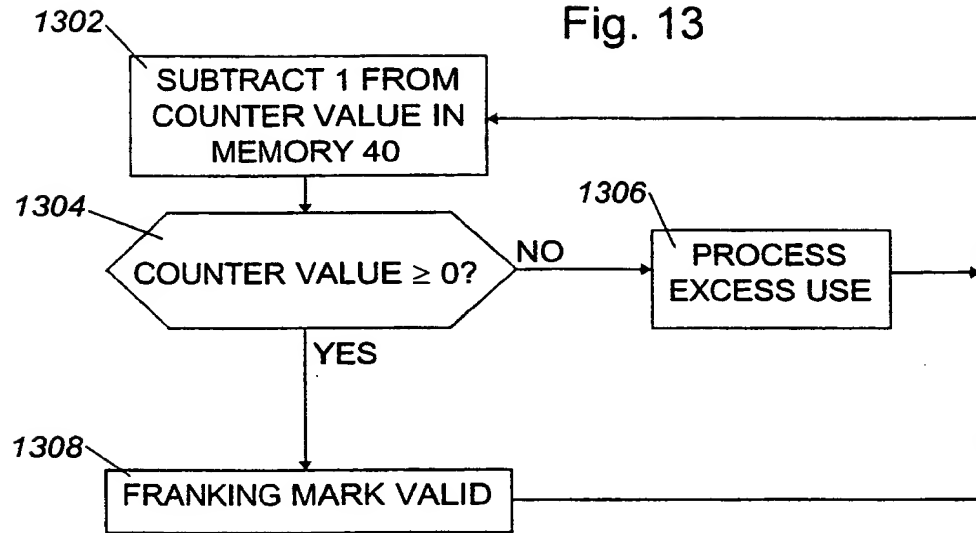 Fig. 13
1302
SUBTRACT 1 FROM
COUNTER VALUE IN
MEMORY 40
1304
COUNTER VALUE ≥ 0?
NO
1306
PROCESS
EXCESS USE
YES
1308
FRANKING MARK VALID